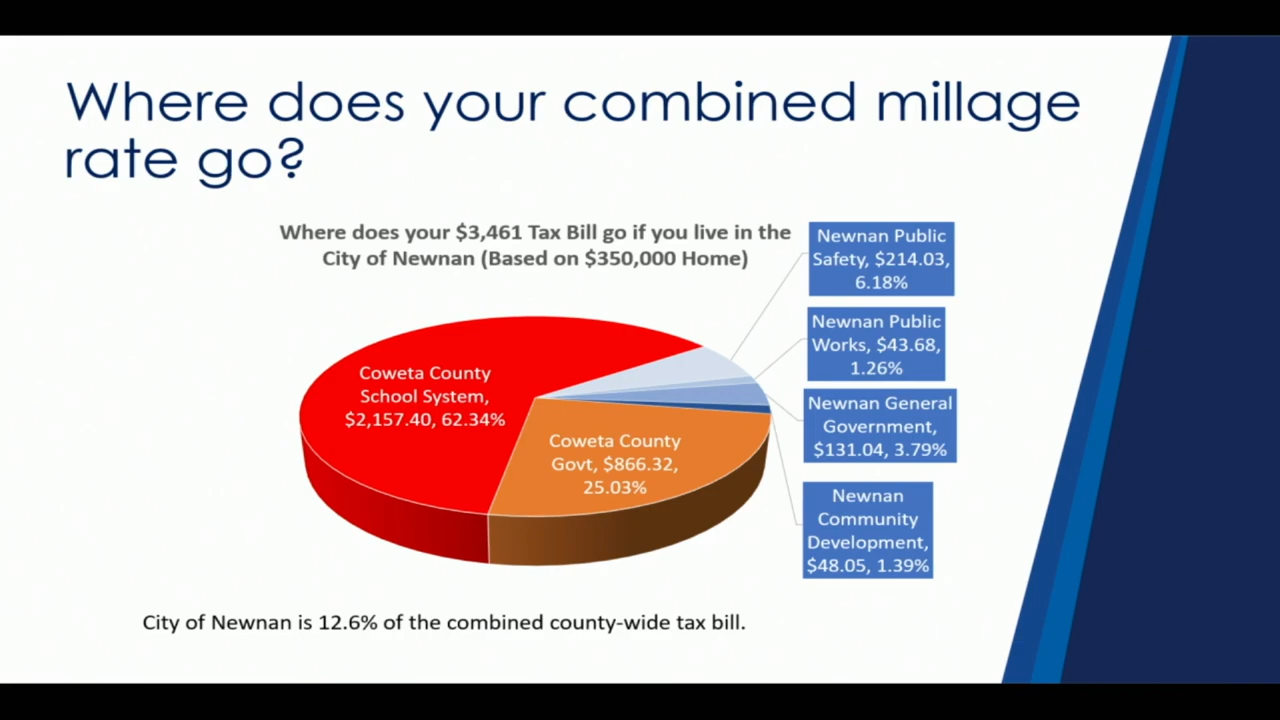 Where does your combined millage
rate go?
Where does your $3,461 Tax Bill go if you live in the
City of Newnan (Based on $350,000 Home)
Newnan Public
Safety, $214.03,
6.18%
Newnan Public
Works, $43.68,
1.26%
Newnan General
Government,
$131.04, 3.79%
Newnan
Community
Development,
$48.05, 1.39%
Coweta County
School System,
$2,157.40, 62.34%
Coweta County
Govt, $866.32,
25.03%
City of Newnan is 12.6% of the combined county-wide tax bill.